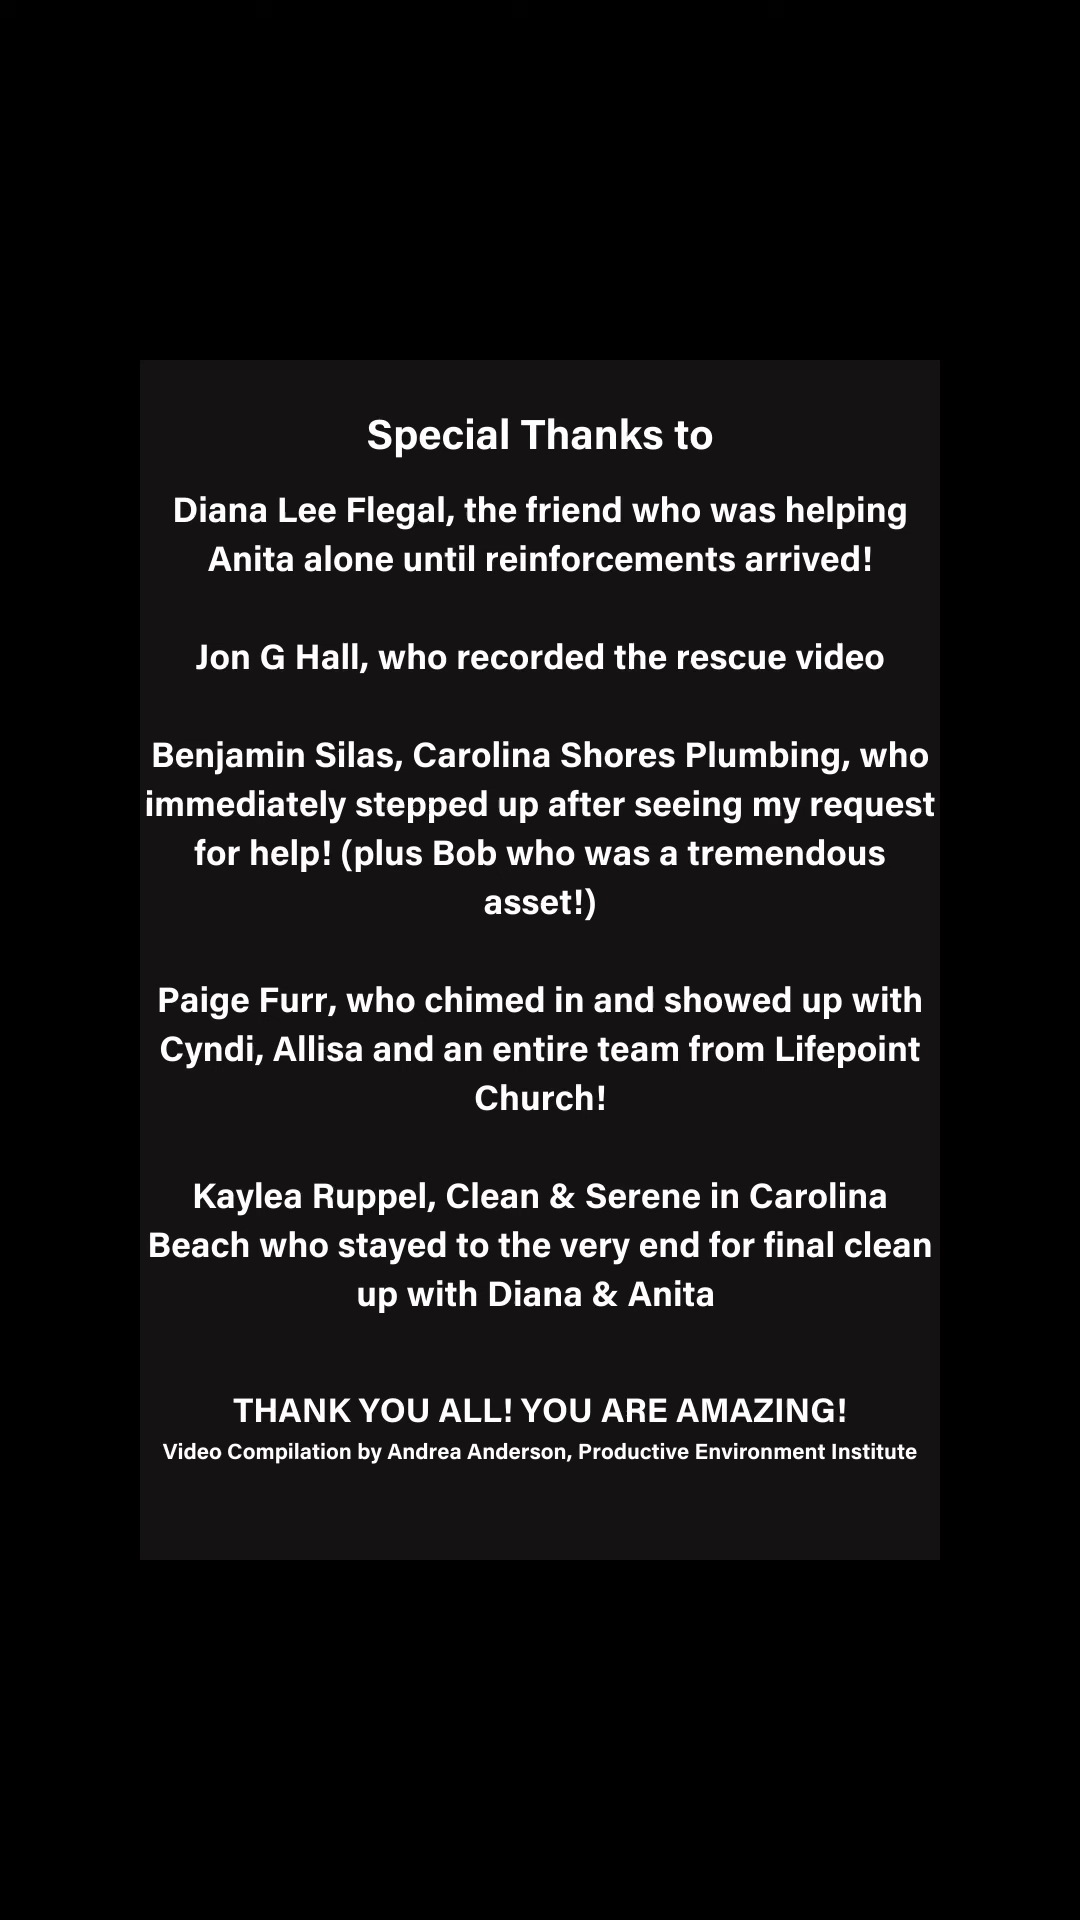 Special Thanks to
Diana Lee Flegal, the friend who was helping
Anita alone until reinforcements arrived!
Jon G Hall, who recorded the rescue video
Benjamin Silas, Carolina Shores Plumbing, who
immediately stepped up after seeing my request
for help! (plus Bob who was a tremendous
asset!)
Paige Furr, who chimed in and showed up with
Cyndi, Allisa and an entire team from Lifepoint
Church!
Kaylea Ruppel, Clean & Serene in Carolina
Beach who stayed to the very end for final clean
up with Diana & Anita
THANK YOU ALL! YOU ARE AMAZING!
Video Compilation by Andrea Anderson, Productive Environment Institute